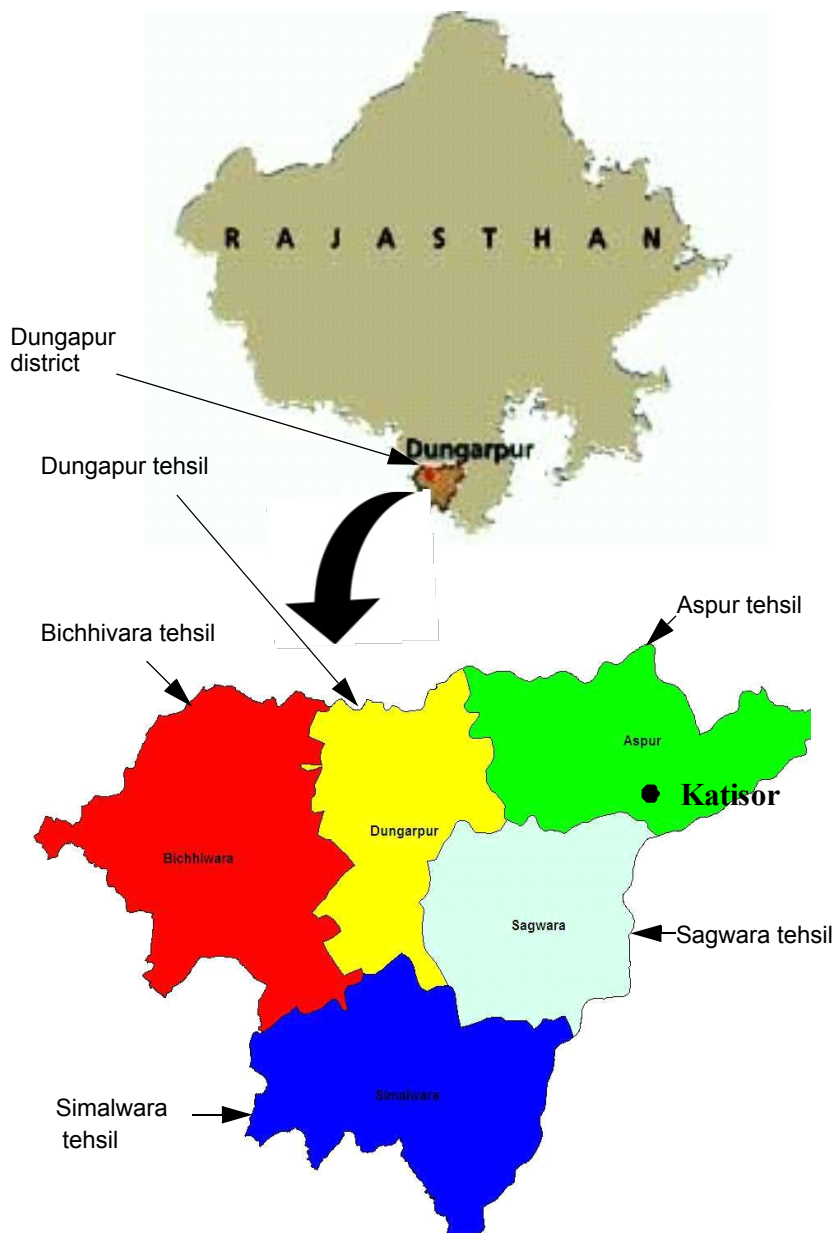 R A J A S T H A N
Dungapur
district
Dungarpur
Dungapur tehsil
Aspur tehsil
Bichhivara tehsil
Aspur
Katisor
Dungarpur
Bichhiwara
Sagwara
Sagwara tehsil
Simalwara
Simalwara
tehsil